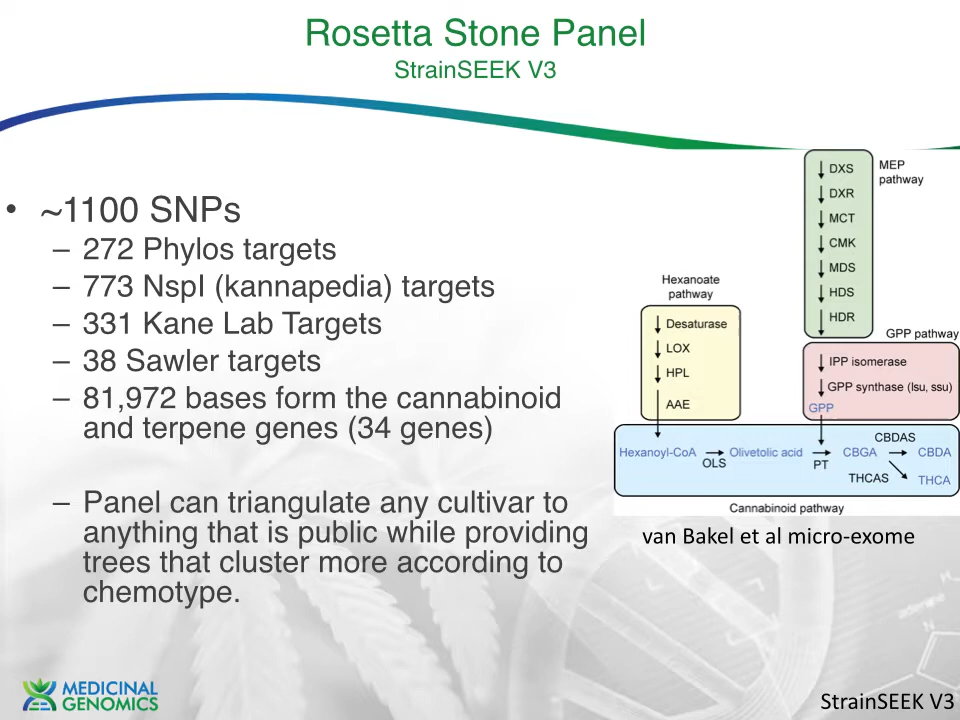 Rosetta Stone Panel
StrainSEEK V3
• ~1100 SNPs
– 272 Phylos targets
– 773 NspI (kannapedia) targets
– 331 Kane Lab Targets
– 38 Sawler targets
– 81,972 bases form the cannabinoid
and terpene genes (34 genes)
– Panel can triangulate any cultivar to
anything that is public while providing
trees that cluster more according to
chemotype.
MEP
pathway
DXS
DXR
MCT
CMK
MDS
HDS
HDR
Hexanoate
pathway
Desaturase
LOX
HPL
AAE
GPP pathway
IPP isomerase
GPP synthase (lsu, ssu)
GPP
Hexanoyl-CoA
OLS
Olivetolic acid
PT
CBGA
CBDAS
CBDA
THCAS
THCA
Cannabinoid pathway
van Bakel et al micro-exome
MEDICINAL
GENOMICS
StrainSEEK V3